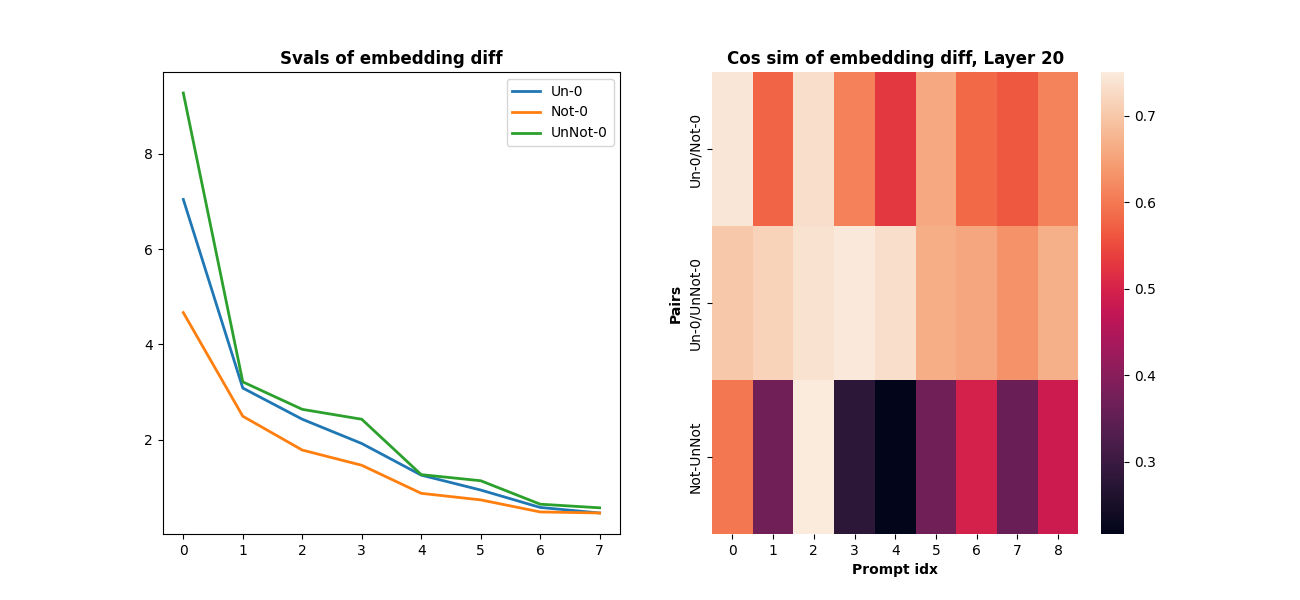 Svals of embedding diff
Un-0
Not-0
UnNot-0
8
6
4
2
0 1 2 3 4 5 6 7
Cos sim of embedding diff, Layer 20
Pairs
Un-0/Not-0
Un-0/UnNot-0
Not-UnNot
0 1 2 3 4 5 6 7 8
Prompt idx
0.7
0.6
0.5
0.4
0.3